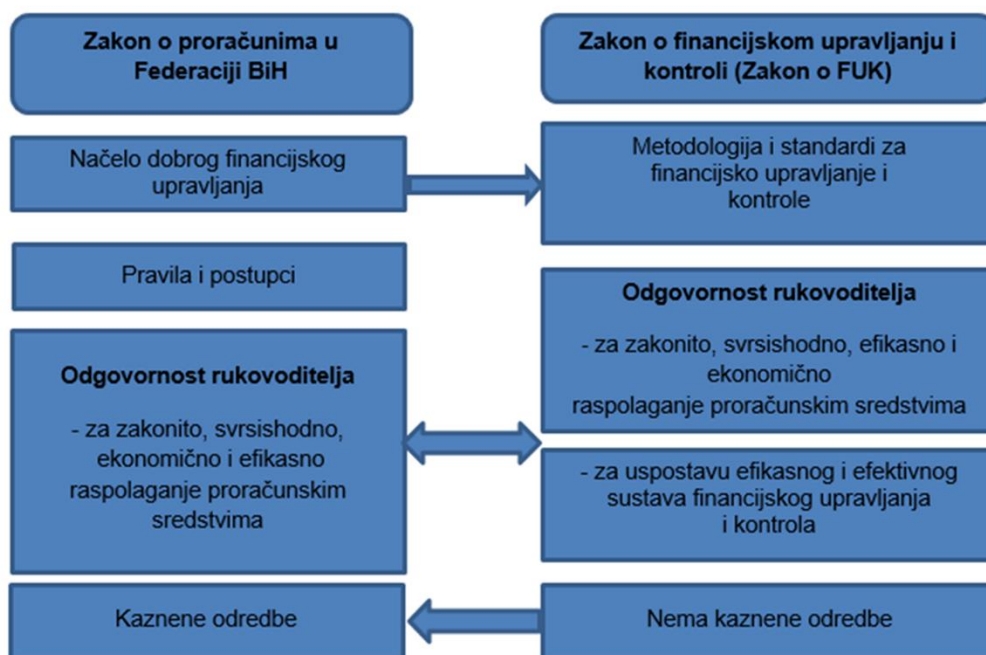 Zakon o proračunima u
Federaciji BiH
Zakon o financijskom upravljanju i
kontroli (Zakon o FUK)
Načelo dobrog financijskog
upravljanja
Metodologija i standardi za
financijsko upravljanje i
kontrole
Pravila i postupci
Odgovornost rukovoditelja
- za zakonito, svrsishodno,
ekonomično i efikasno
raspolaganje proračunskim
sredstvima
Odgovornost rukovoditelja
- za zakonito, svrsishodno, efikasno i
ekonomično
raspolaganje proračunskim sredstvima
- za uspostavu efikasnog i efektivnog
sustava financijskog upravljanja
i kontrola
Kaznene odredbe
Nema kaznene odredbe